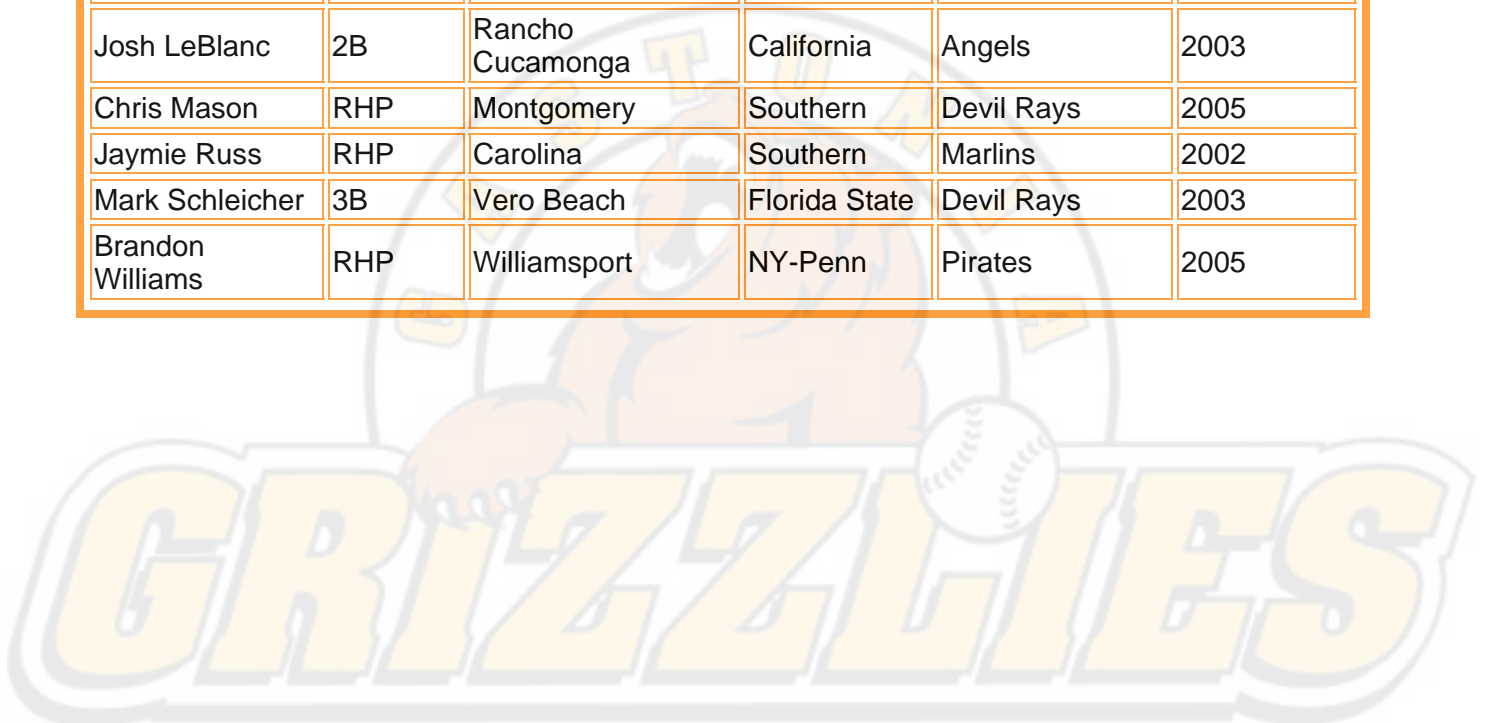 Josh LeBlanc 2B Rancho Cucamonga California Angels 2003
Chris Mason RHP Montgomery Southern Devil Rays 2005
Jaymie Russ RHP Carolina Southern Marlins 2002
Mark Schleicher 3B Vero Beach Florida State Devil Rays 2003
Brandon Williams RHP Williamsport NY-Penn Pirates 2005
GASTONIA
GRIZZLIES